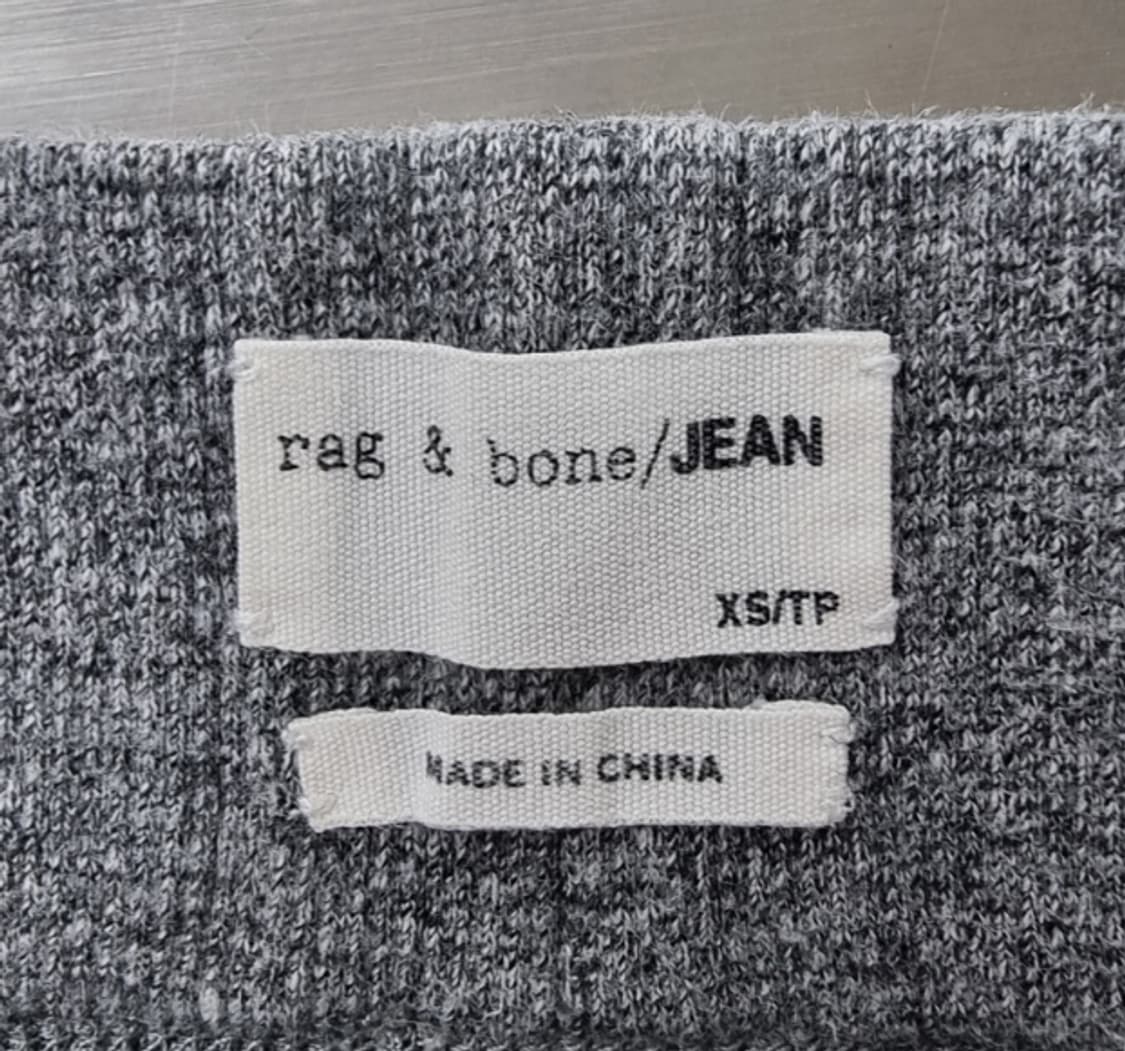 rag & bone/JEAN
XS/TP
MADE IN CHINA